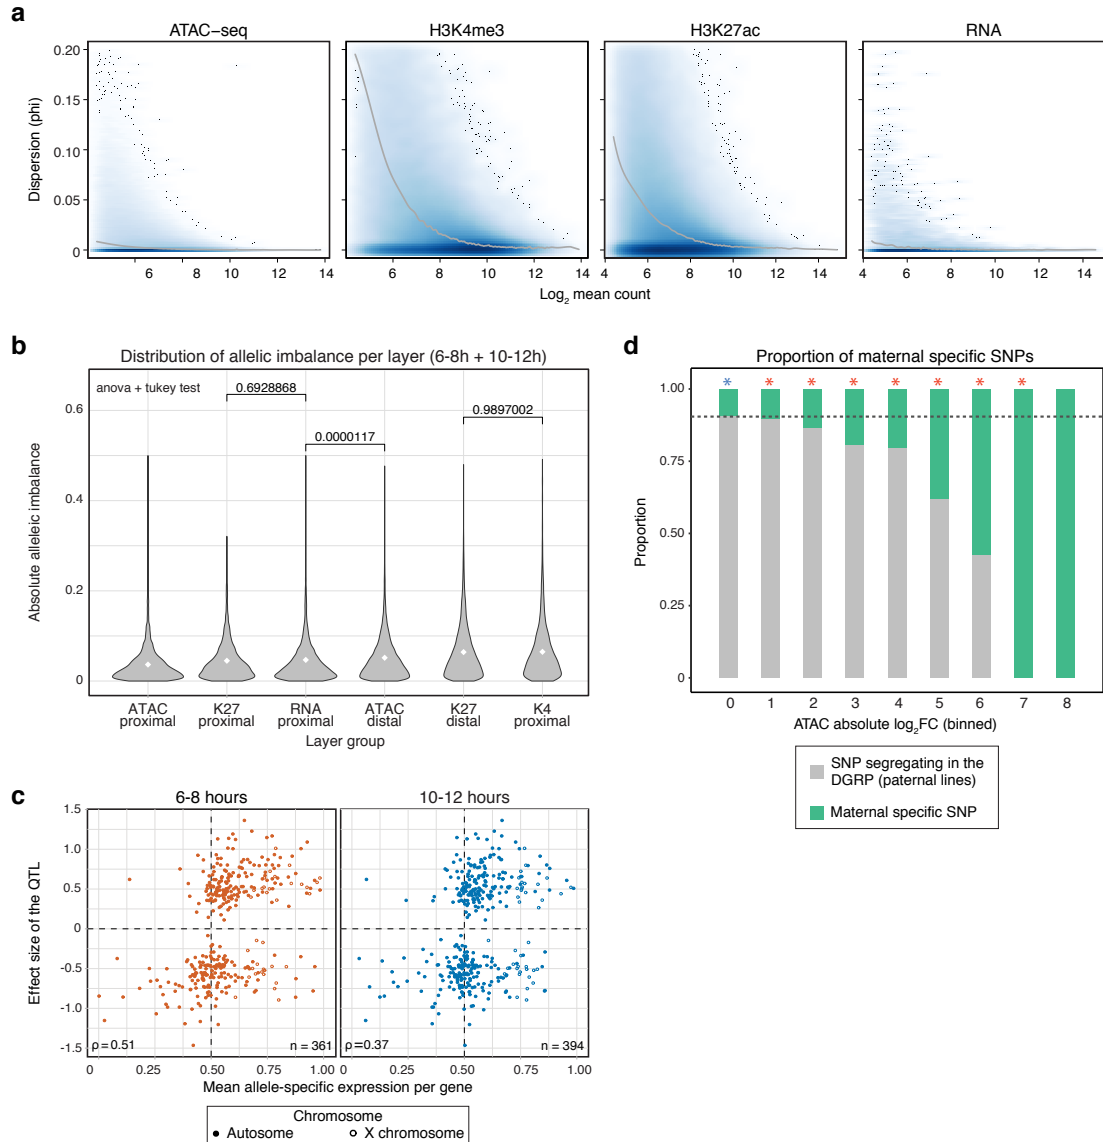 a
ATAC–seq
H3K4me3
H3K27ac
RNA
Dispersion (phi)
0.20
0.15
0.10
0.05
0
6 8 10 12 14
6 8 10 12 14
4 6 8 10 12 14
4 6 8 10 12 14
Log2 mean count
b
Distribution of allelic imbalance per layer (6-8h + 10-12h)
anova + tukey test
0.6928868
0.0000117
0.9897002
Absolute alleleic imbalance
0.6
0.4
0.2
0
ATAC proximal
K27 proximal
RNA proximal
ATAC distal
K27 distal
K4 proximal
Layer group
d
Proportion of maternal specific SNPs
* * * * * * * *
Proportion
1.00
0.75
0.50
0.25
0
0 1 2 3 4 5 6 7 8
ATAC absolute log2FC (binned)
SNP segregating in the
DGRP (paternal lines)
Maternal specific SNP
c
6-8 hours
10-12 hours
Effect size of the QTL
1.5
1.0
0.5
0
-0.5
-1.0
-1.5
ρ=0.51
n = 361
ρ=0.37
n = 394
0 0.25 0.50 0.75 1.00
0 0.25 0.50 0.75 1.00
Mean allele-specific expression per gene
Chromosome
Autosome
X chromosome